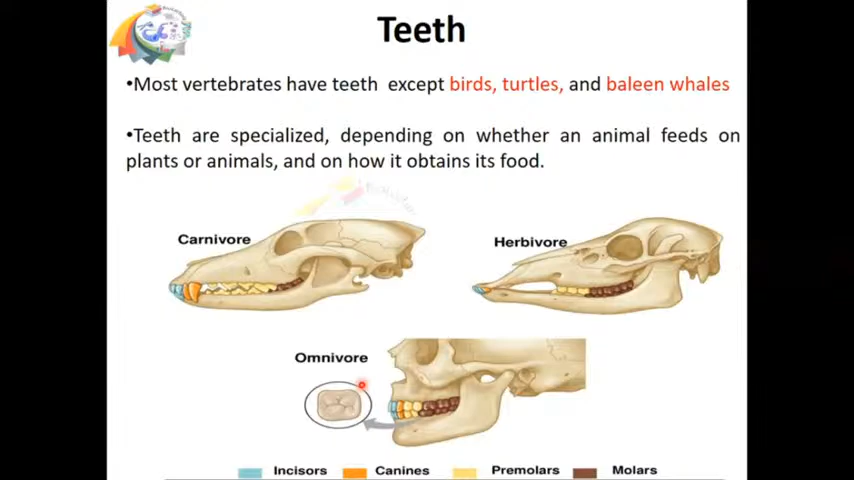 Teeth
•Most vertebrates have teeth except birds, turtles, and baleen whales
•Teeth are specialized, depending on whether an animal feeds on
plants or animals, and on how it obtains its food.
Carnivore
Herbivore
Omnivore
Incisors
Canines
Premolars
Molars